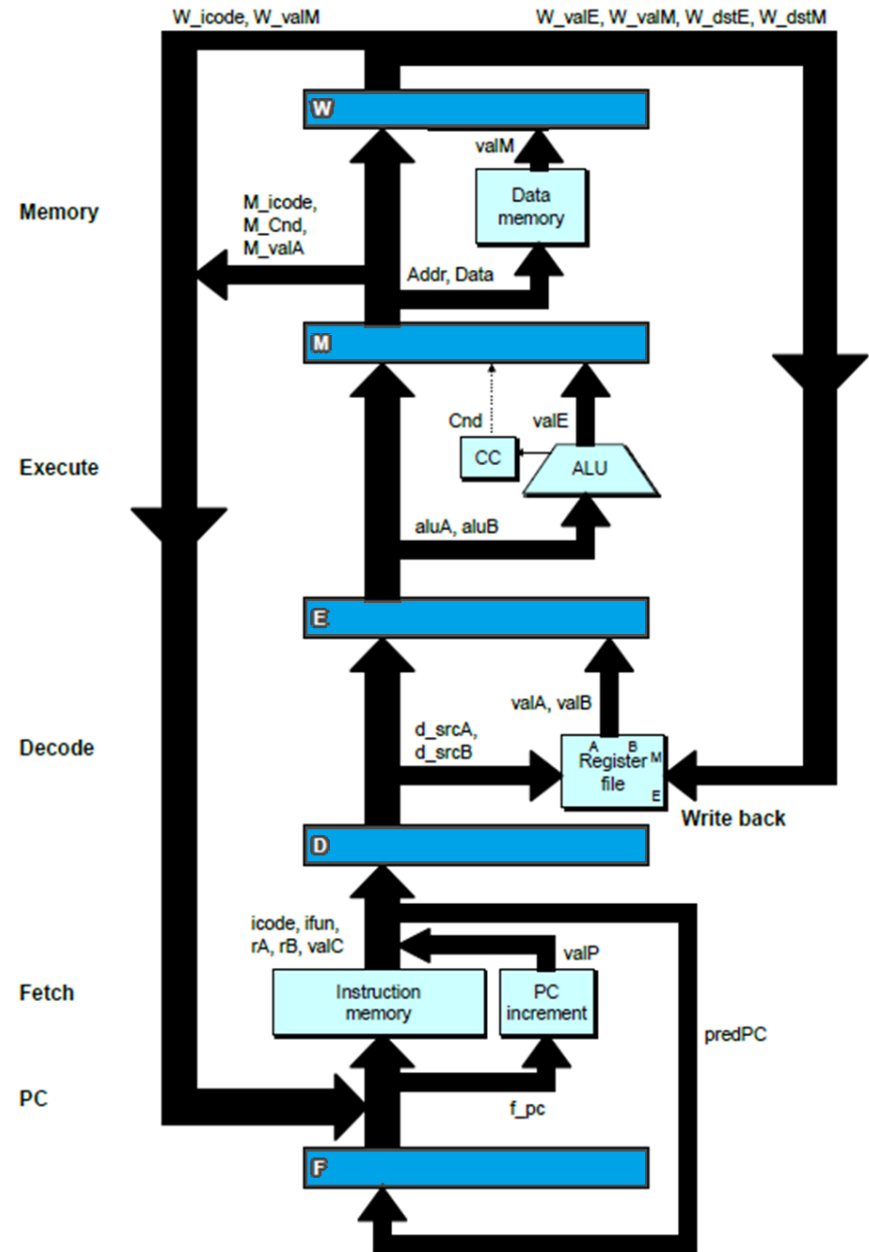 W_icode, W_valM
W_valE, W_valM, W_dstE, W_dstM
W
valM
Data
memory
Memory
M_icode,
M_Cnd,
M_valA
Addr, Data
M
Cnd
valE
CC
ALU
Execute
aluA, aluB
E
valA, valB
d_srcA,
d_srcB
Decode
A B
Register M
file
E
Write back
D
icode, ifun,
rA, rB, valC
valP
Fetch
Instruction
memory
PC
increment
predPC
PC
f_pc
F